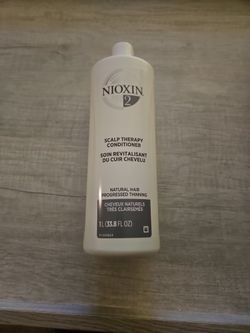 NIOXIN
2
SCALP THERAPY
CONDITIONER
SOIN REVITALISANT
DU CUIR CHEVELU
NATURAL HAIR
PROGRESSED THINNING
CHEVEUX NATURELS
TRÈS CLAIRSEMÉS
1L (33.8 FL OZ)